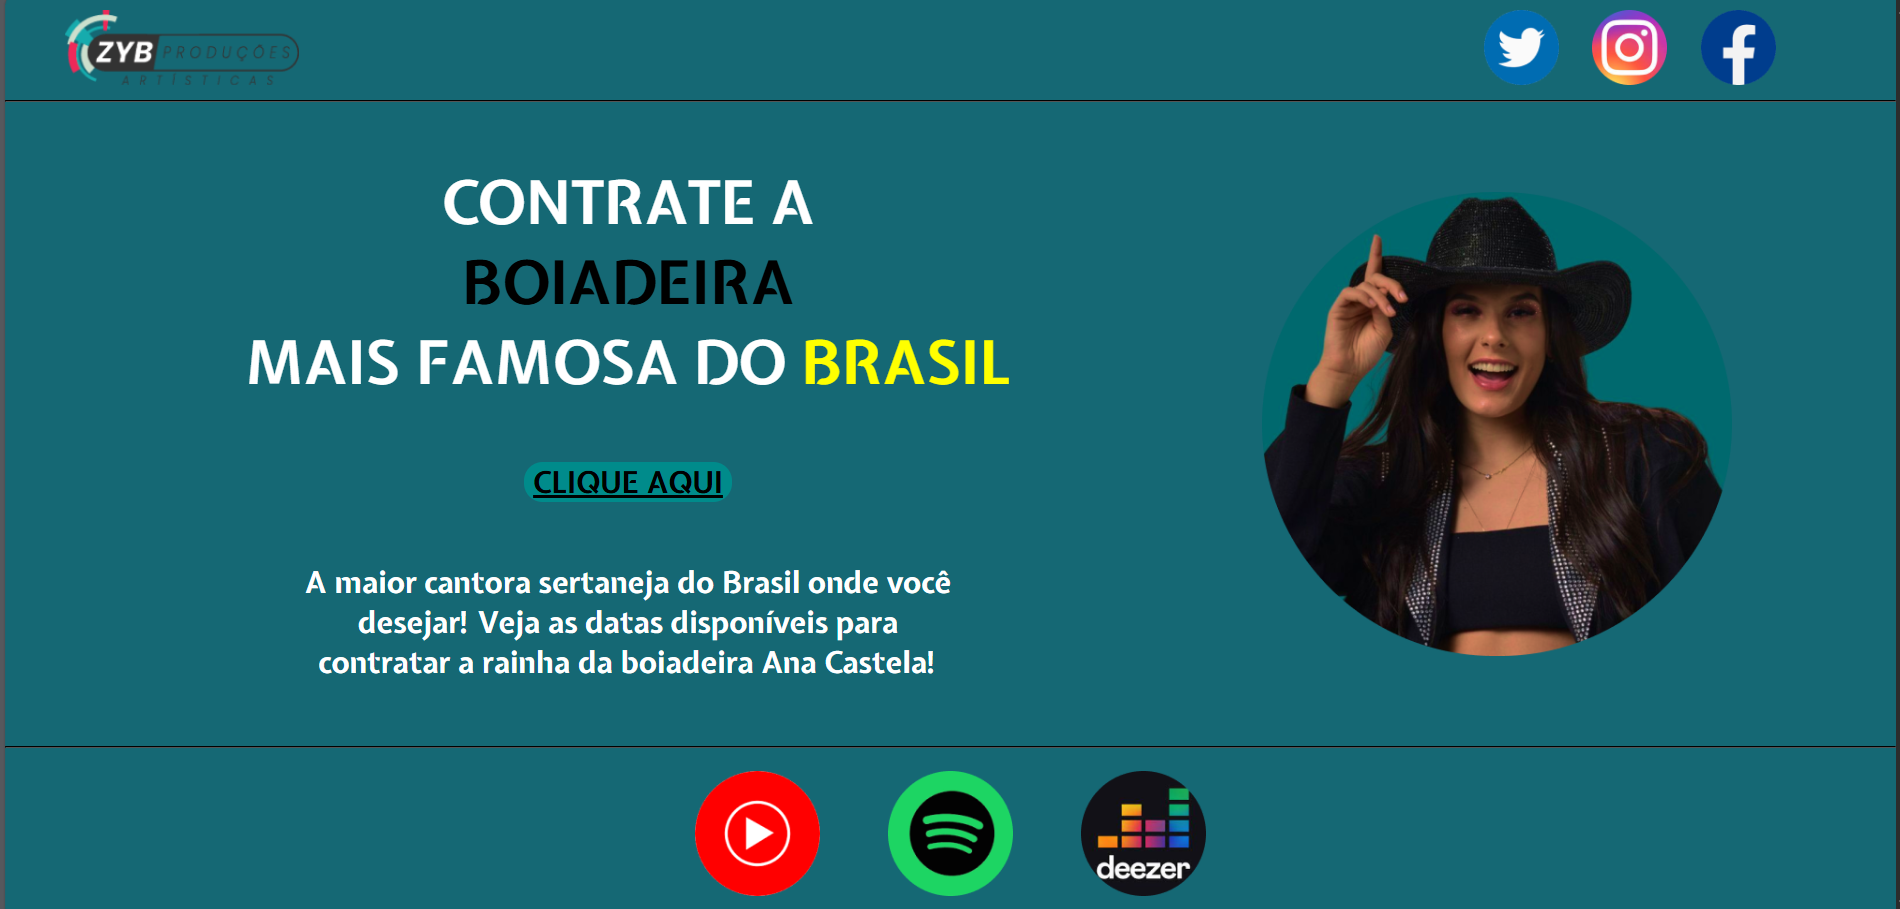 ZYB PRODUÇÕES
ARTÍSTICAS
CONTRATE A
BOIADEIRA
MAIS FAMOSA DO BRASIL
CLIQUE AQUI
A maior cantora sertaneja do Brasil onde você
desejar! Veja as datas disponíveis para
contratar a rainha da boiadeira Ana Castela!
deezer